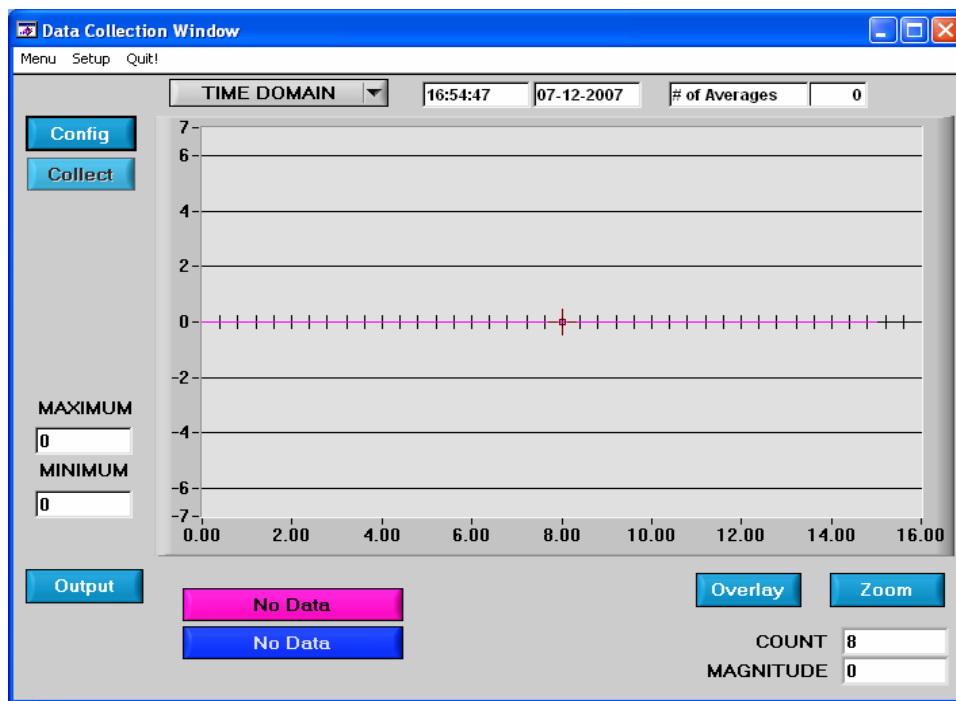 Data Collection Window
Menu Setup Quit!
TIME DOMAIN 16:54:47 07-12-2007 # of Averages 0
Config
Collect
7
6
4
2
0
-2
-4
-6
-7
0.00 2.00 4.00 6.00 8.00 10.00 12.00 14.00 16.00
MAXIMUM
0
MINIMUM
0
Output
No Data
No Data
Overlay Zoom
COUNT 8
MAGNITUDE 0